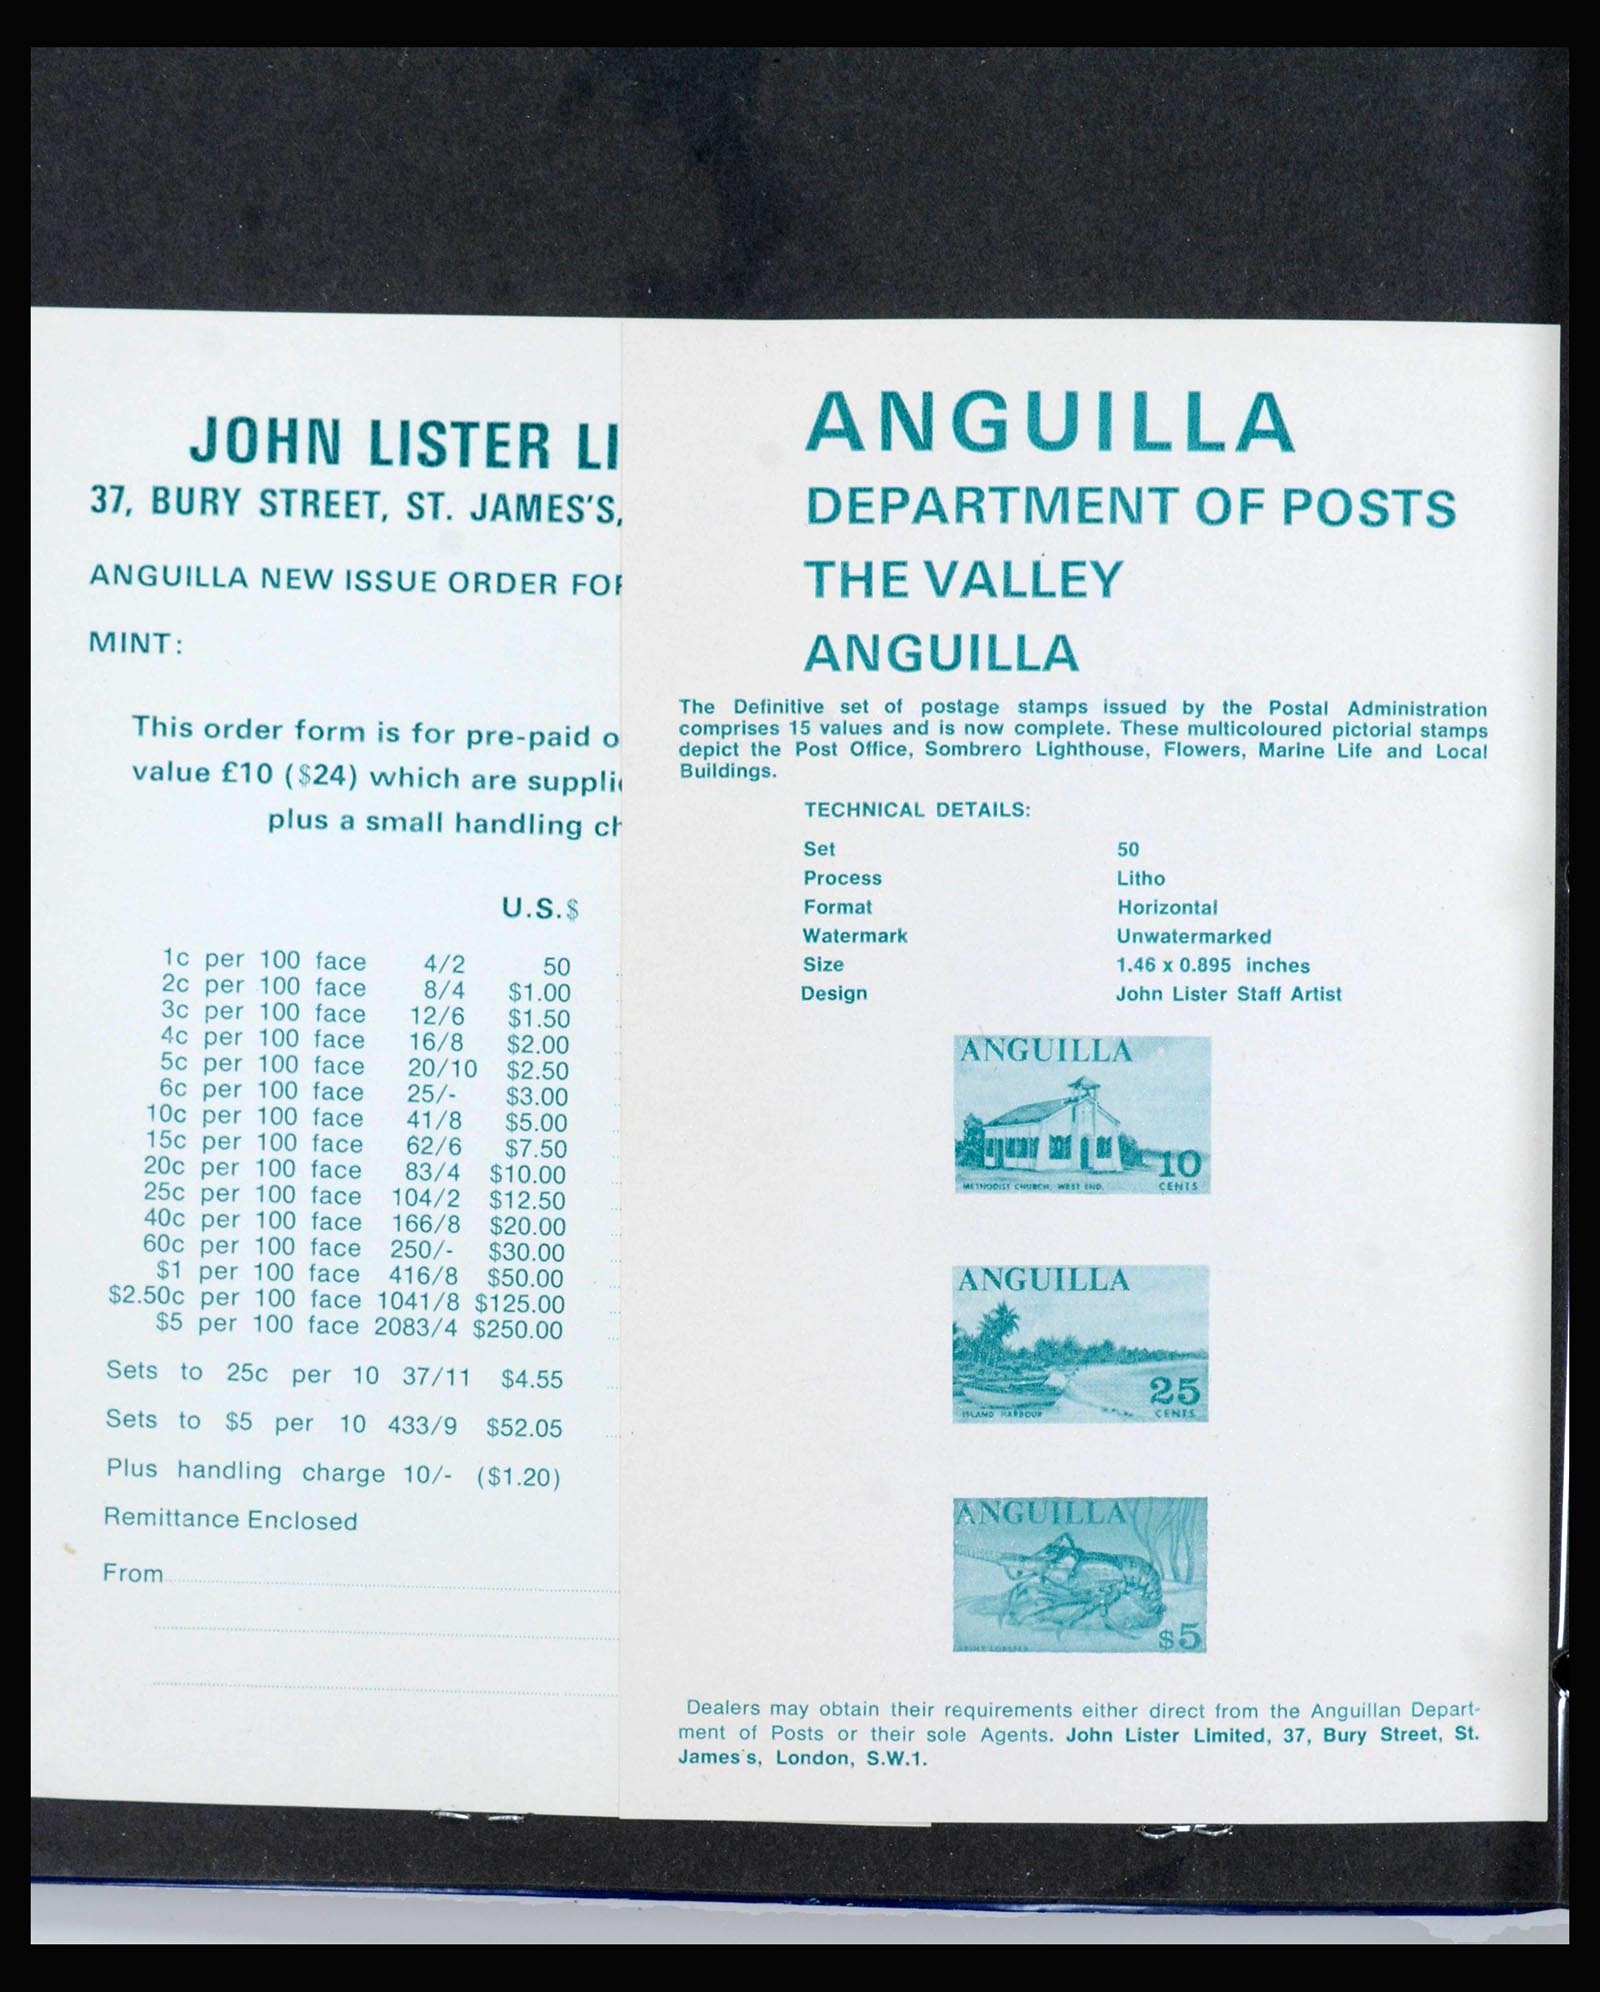 JOHN LISTER LI
37, BURY STREET, ST. JAMES'S,
ANGUILLA NEW ISSUE ORDER FOR
MINT:
This order form is for pre-paid o
value £10 ($24) which are supplie
plus a small handling ch
U.S.$
1c per 100 face 4/2 50
2c per 100 face 8/4 $1.00
3c per 100 face 12/6 $1.50
4c per 100 face 16/8 $2.00
5c per 100 face 20/10 $2.50
6c per 100 face 25/- $3.00
10c per 100 face 41/8 $5.00
15c per 100 face 62/6 $7.50
20c per 100 face 83/4 $10.00
25c per 100 face 104/2 $12.50
40c per 100 face 166/8 $20.00
60c per 100 face 250/- $30.00
$1 per 100 face 416/8 $50.00
$2.50c per 100 face 1041/8 $125.00
$5 per 100 face 2083/4 $250.00
Sets to 25c per 10 37/11 $4.55
Sets to $5 per 10 433/9 $52.05
Plus handling charge 10/- ($1.20)
Remittance Enclosed
From
ANGUILLA
DEPARTMENT OF POSTS
THE VALLEY
ANGUILLA
The Definitive set of postage stamps issued by the Postal Administration
comprises 15 values and is now complete. These multicoloured pictorial stamps
depict the Post Office, Sombrero Lighthouse, Flowers, Marine Life and Local
Buildings.
TECHNICAL DETAILS:
Set 50
Process Litho
Format Horizontal
Watermark Unwatermarked
Size 1.46 x 0.895 inches
Design John Lister Staff Artist
ANGUILLA
10
METHODIST CHURCH, WEST END. CENTS
ANGUILLA
25
ISLAND HARBOUR CENTS
ANGUILLA
$5
SPINY LOBSTER
Dealers may obtain their requirements either direct from the Anguillan Depart-
ment of Posts or their sole Agents. John Lister Limited, 37, Bury Street, St.
James's, London, S.W.1.